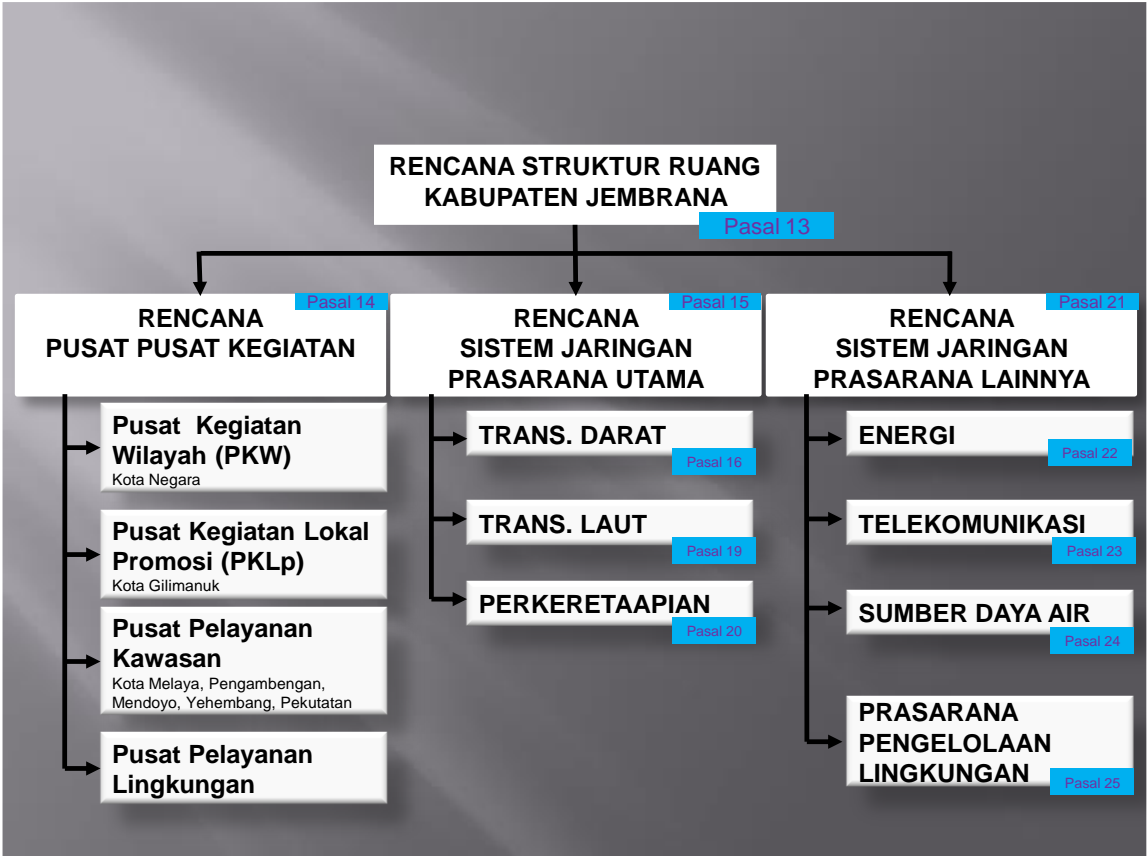 RENCANA STRUKTUR RUANG
KABUPATEN JEMBRANA
Pasal 13
Pasal 14
RENCANA
PUSAT PUSAT KEGIATAN
Pusat Kegiatan
Wilayah (PKW)
Kota Negara
Pusat Kegiatan Lokal
Promosi (PKLp)
Kota Gilimanuk
Pusat Pelayanan
Kawasan
Kota Melaya, Pengambengan,
Mendoyo, Yehembang, Pekutatan
Pusat Pelayanan
Lingkungan
Pasal 15
RENCANA
SISTEM JARINGAN
PRASARANA UTAMA
TRANS. DARAT
Pasal 16
TRANS. LAUT
Pasal 19
PERKERETAAPIAN
Pasal 20
Pasal 21
RENCANA
SISTEM JARINGAN
PRASARANA LAINNYA
ENERGI
Pasal 22
TELEKOMUNIKASI
Pasal 23
SUMBER DAYA AIR
Pasal 24
PRASARANA
PENGELOLAAN
LINGKUNGAN
Pasal 25